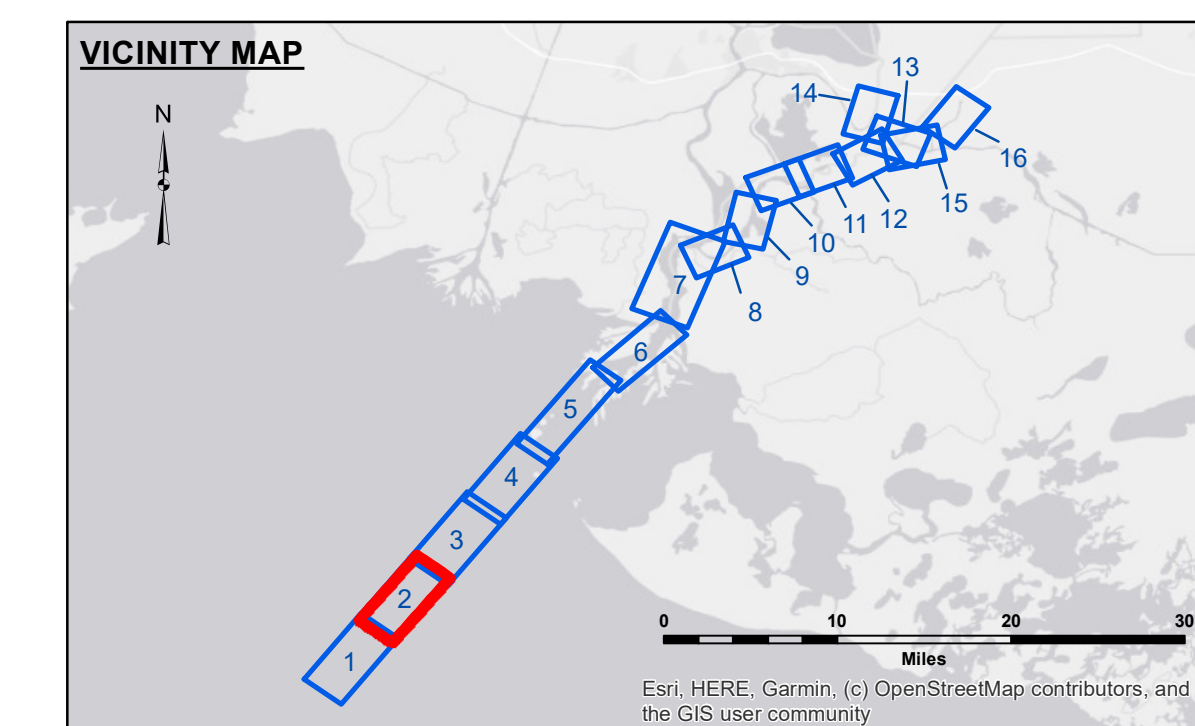 VICINITY MAP
N
13
14
16
15
12
11
10
9
8
7
6
5
4
3
2
1
0 10 20 30
Miles
Esri, HERE, Garmin, (c) OpenStreetMap contributors, and
the GIS user community